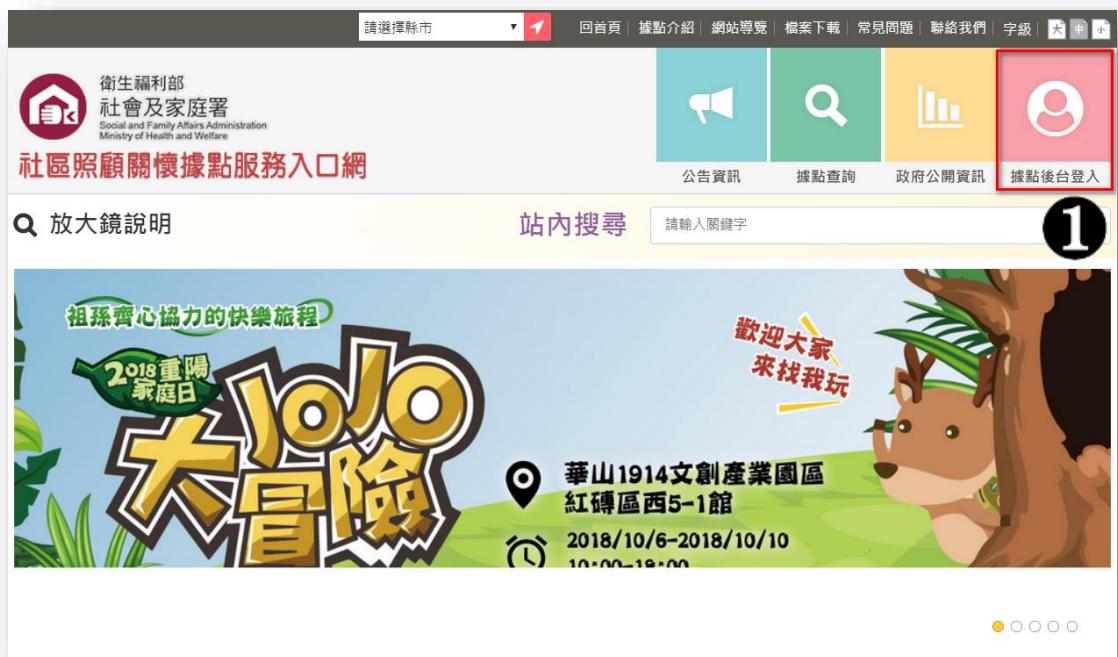 請選擇縣市
回首頁 | 據點介紹 | 網站導覽 | 檔案下載 | 常見問題 | 聯絡我們 | 字級 | 大 中 小
衛生福利部
社會及家庭署
Social and Family Affairs Administration
Ministry of Health and Welfare
社區照顧關懷據點服務入口網
公告資訊
據點查詢
政府公開資訊
據點後台登入
1
放大鏡說明
站內搜尋
請輸入關鍵字
祖孫齊心協力的快樂旅程
2018重陽
家庭日
JOJO
大冒險
歡迎大家
來找我玩
華山1914文創產業園區
紅磚區西5-1館
2018/10/6-2018/10/10
10:00-18:00